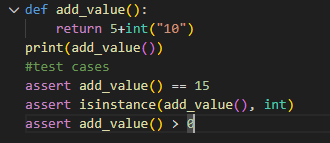 def add_value():
    return 5+int("10")
print(add_value())
#test cases
assert add_value() == 15
assert isinstance(add_value(), int)
assert add_value() > 0